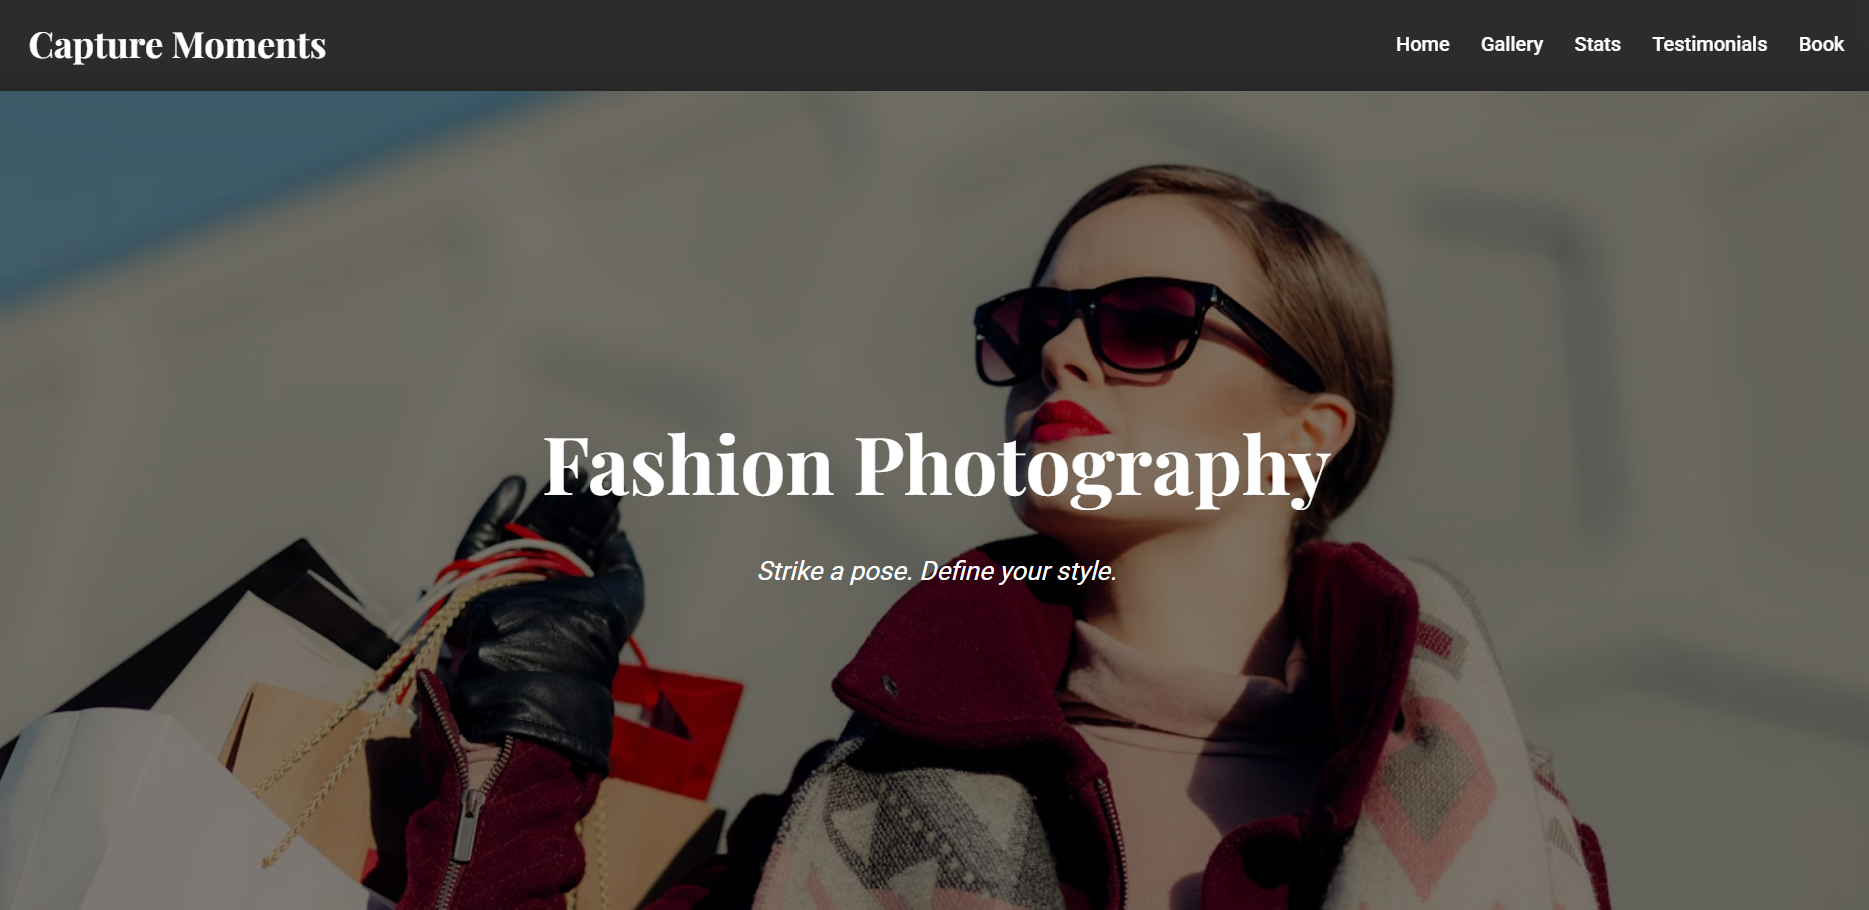 Capture Moments
Home Gallery Stats Testimonials Book
Fashion Photography
Strike a pose. Define your style.